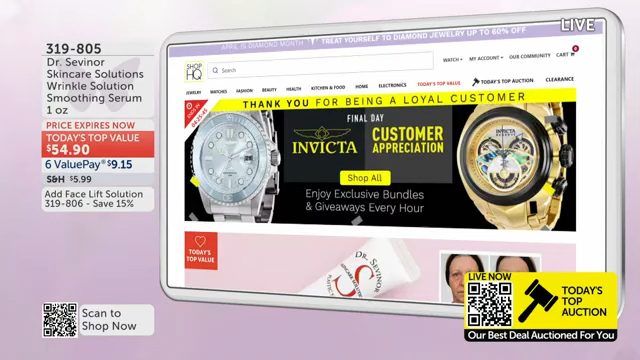 319-805
Dr. Sevinor
Skincare Solutions
Wrinkle Solution
Smoothing Serum
1 oz
PRICE EXPIRES NOW
TODAY'S TOP VALUE
$54.90
6 ValuePay® $9.15
S&H $5.99
Add Face Lift Solution
319-806 - Save 15%
Scan to
Shop Now
LIVE
APRIL IS DIAMOND MONTH
TREAT YOURSELF TO DIAMOND JEWELRY UP TO 60% OFF
SHOP
HQ
Search
WATCH
MY ACCOUNT
OUR COMMUNITY
CART
JEWELRY
WATCHES
FASHION
BEAUTY
HEALTH
KITCHEN & FOOD
HOME
ELECTRONICS
TODAY'S TOP VALUE
TODAY'S TOP AUCTION
CLEARANCE
THANK YOU FOR BEING A LOYAL CUSTOMER
ENDS IN
FINAL DAY
INVICTA
CUSTOMER
APPRECIATION
Shop All
Enjoy Exclusive Bundles
& Giveaways Every Hour
INVICTA
RESERVE
TODAY'S
TOP VALUE
DR. SEVINOR
LIVE NOW
TODAY'S
TOP
AUCTION
Our Best Deal Auctioned For You